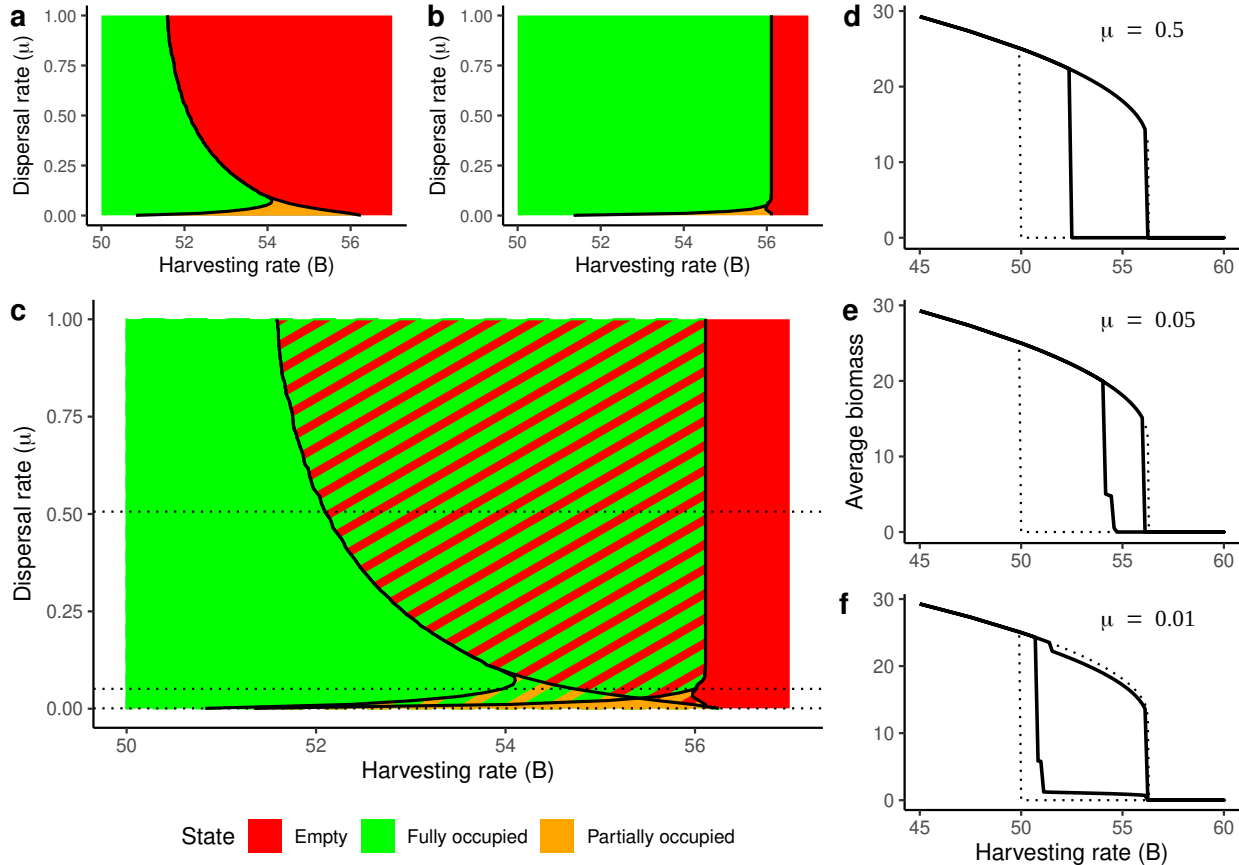 a
1.00
0.75
0.50
0.25
0.00
Dispersal rate (μ)
50 52 54 56
Harvesting rate (B)
b
1.00
0.75
0.50
0.25
0.00
Dispersal rate (μ)
50 52 54 56
Harvesting rate (B)
c
1.00
0.75
0.50
0.25
0.00
Dispersal rate (μ)
50 52 54 56
Harvesting rate (B)
State Empty Fully occupied Partially occupied
d
μ = 0.5
30
20
10
0
45 50 55 60
e
μ = 0.05
30
20
10
0
Average biomass
45 50 55 60
f
μ = 0.01
30
20
10
0
45 50 55 60
Harvesting rate (B)